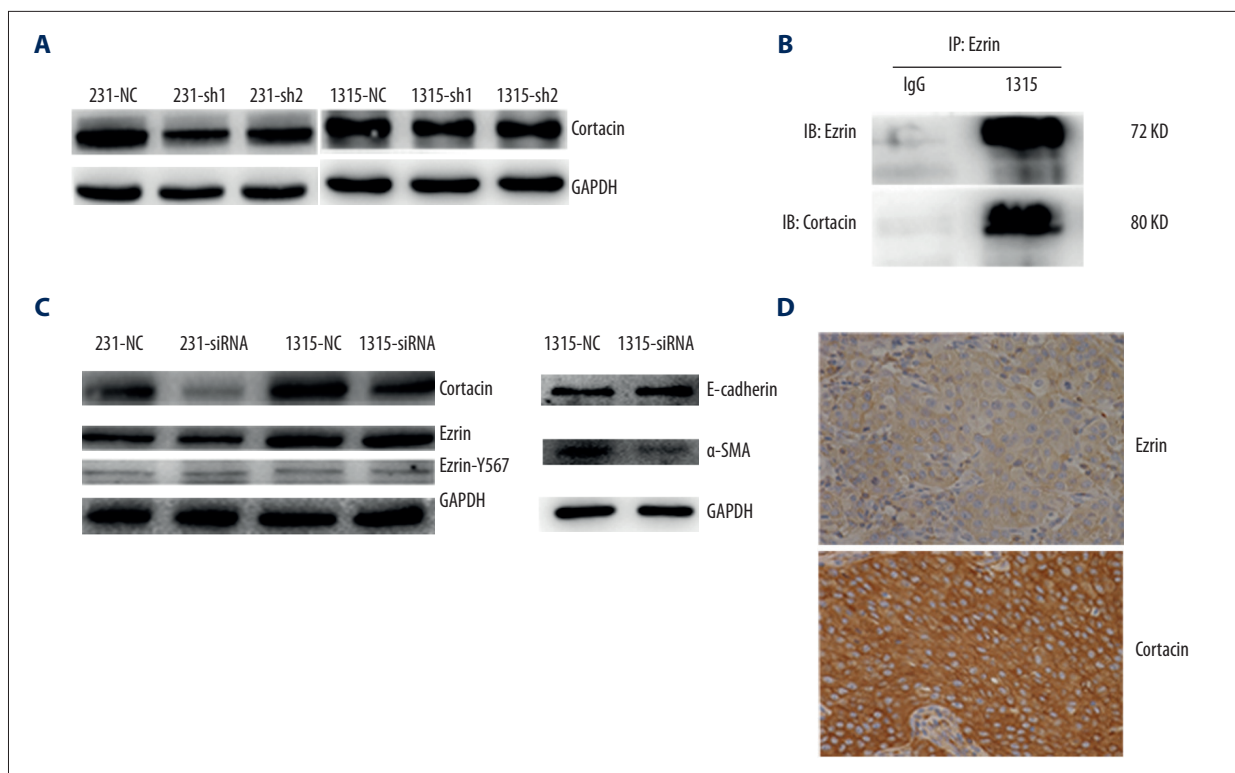 A
231-NC 231-sh1 231-sh2 1315-NC 1315-sh1 1315-sh2
Cortacin
GAPDH
B
IP: Ezrin
IgG 1315
IB: Ezrin 72 KD
IB: Cortacin 80 KD
C
231-NC 231-siRNA 1315-NC 1315-siRNA
Cortacin
Ezrin
Ezrin-Y567
GAPDH
1315-NC 1315-siRNA
E-cadherin
α-SMA
GAPDH
D
Ezrin
Cortacin